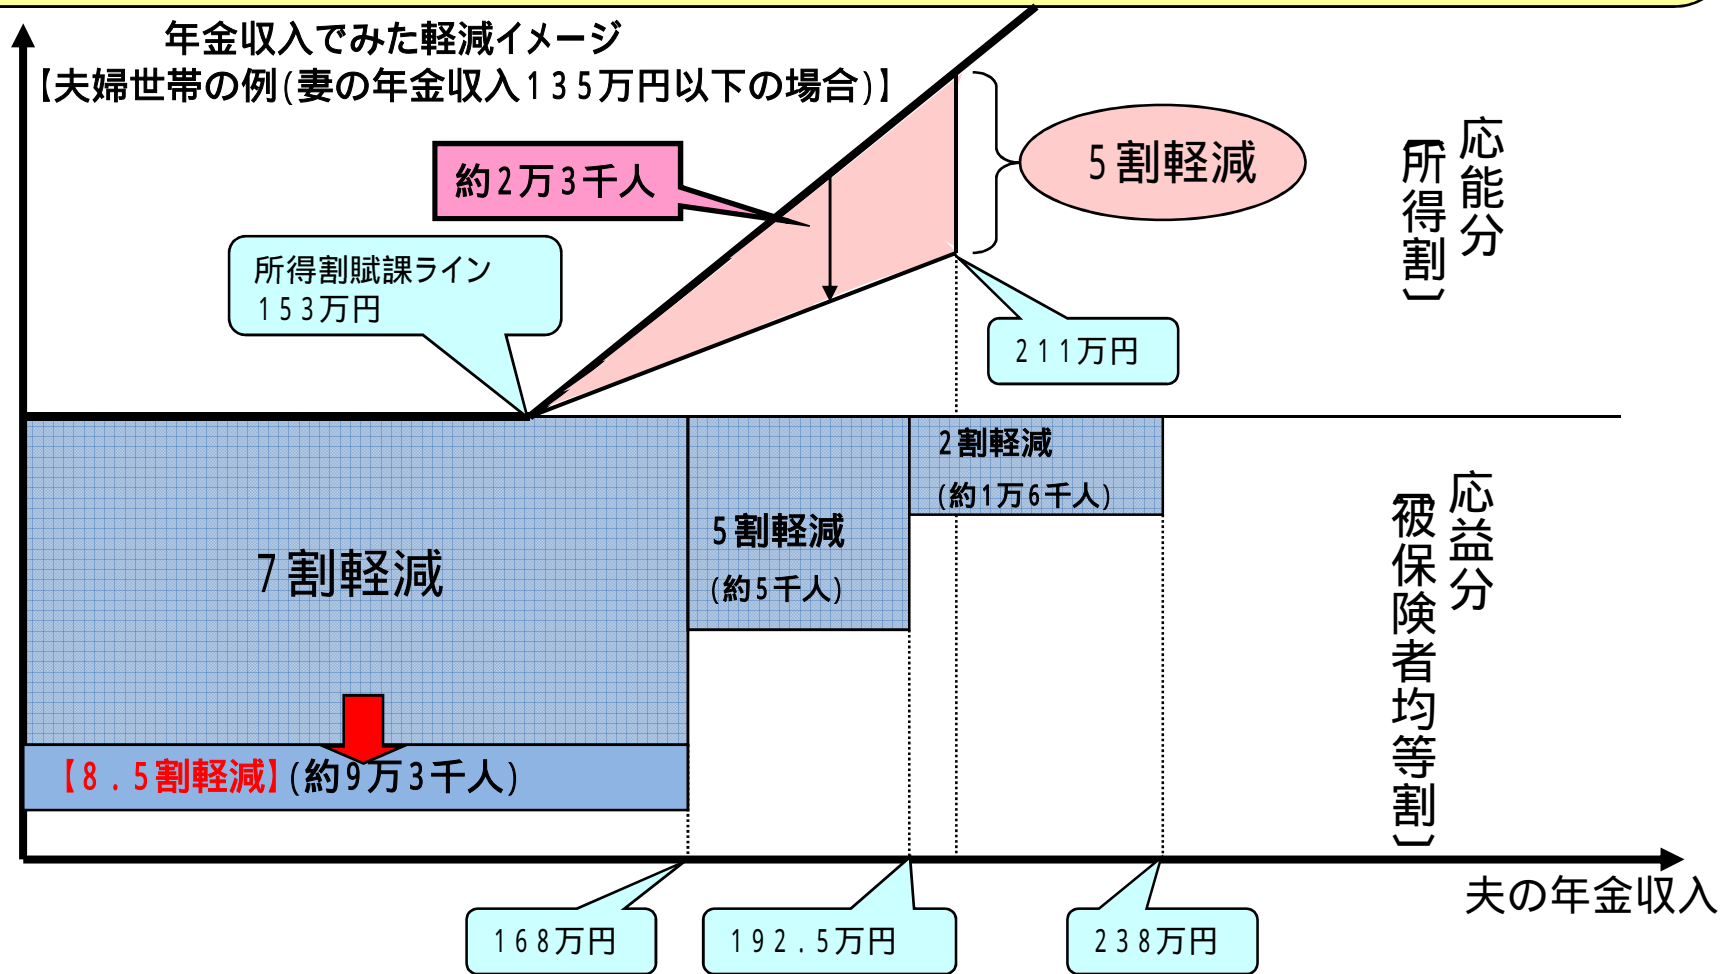 年金収入でみた軽減イメージ
【夫婦世帯の例(妻の年金収入135万円以下の場合)】
約2万3千人
5割軽減
所得割賦課ライン
153万円
211万円
応能分
〔所得割〕
7割軽減
5割軽減
(約5千人)
2割軽減
(約1万6千人)
【8.5割軽減】(約9万3千人)
応益分
〔被保険者均等割〕
夫の年金収入
168万円
192.5万円
238万円